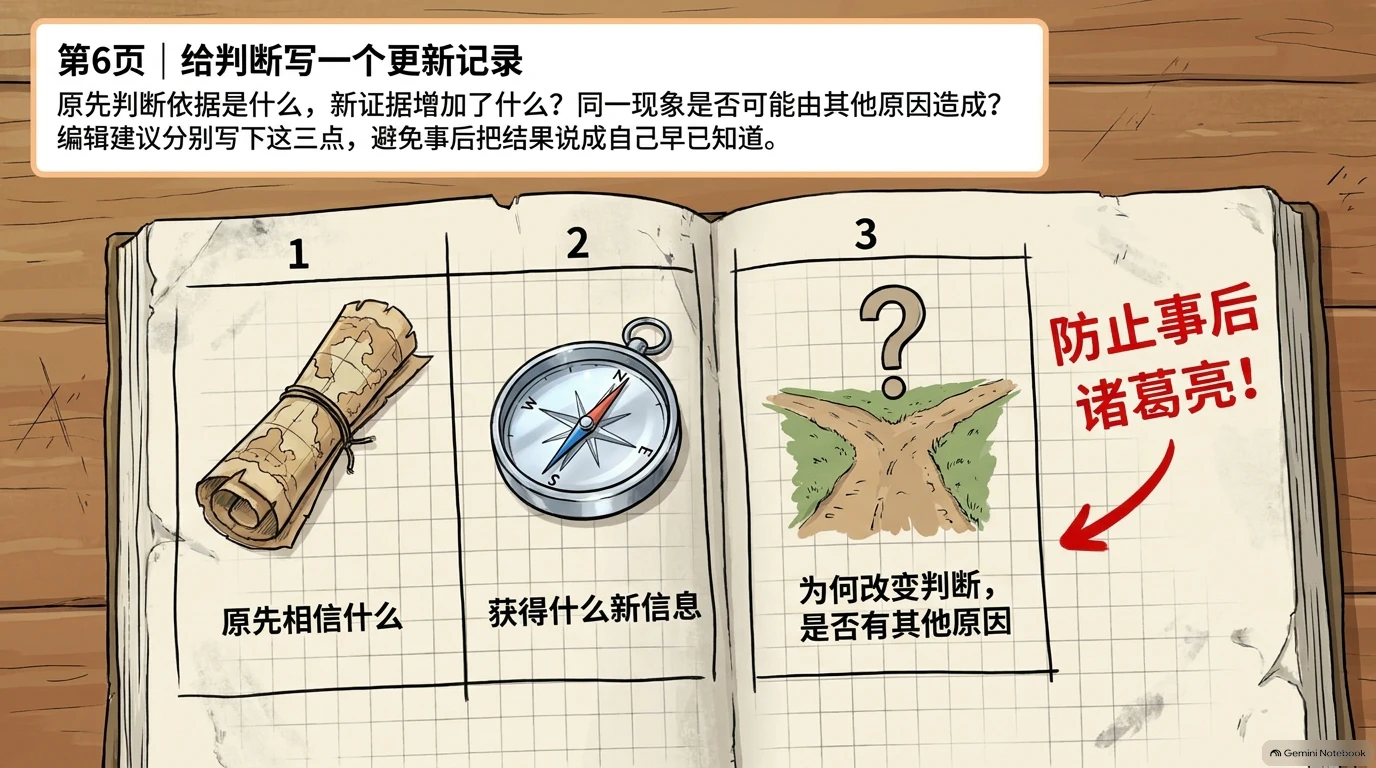 第6页｜给判断写一个更新记录
原先判断依据是什么，新证据增加了什么？同一现象是否可能由其他原因造成？
编辑建议分别写下这三点，避免事后把结果说成自己早已知道。
1
2
3
N
W
E
S
原先相信什么
获得什么新信息
为何改变判断，
是否有其他原因
防止事后
诸葛亮！
Gemini Notebook